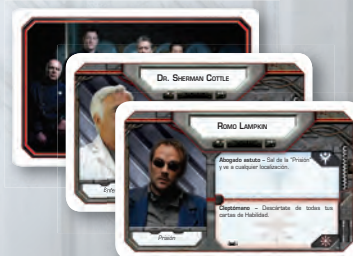 DR. SHERMAN COTTLE
Enfe
ROMO LAMPKIN
Abogado astuto – Sal de la "Prisión"
y ve a cualquier localización.
Cleptómano – Descártate de todas tus
cartas de Habilidad.
Prisión